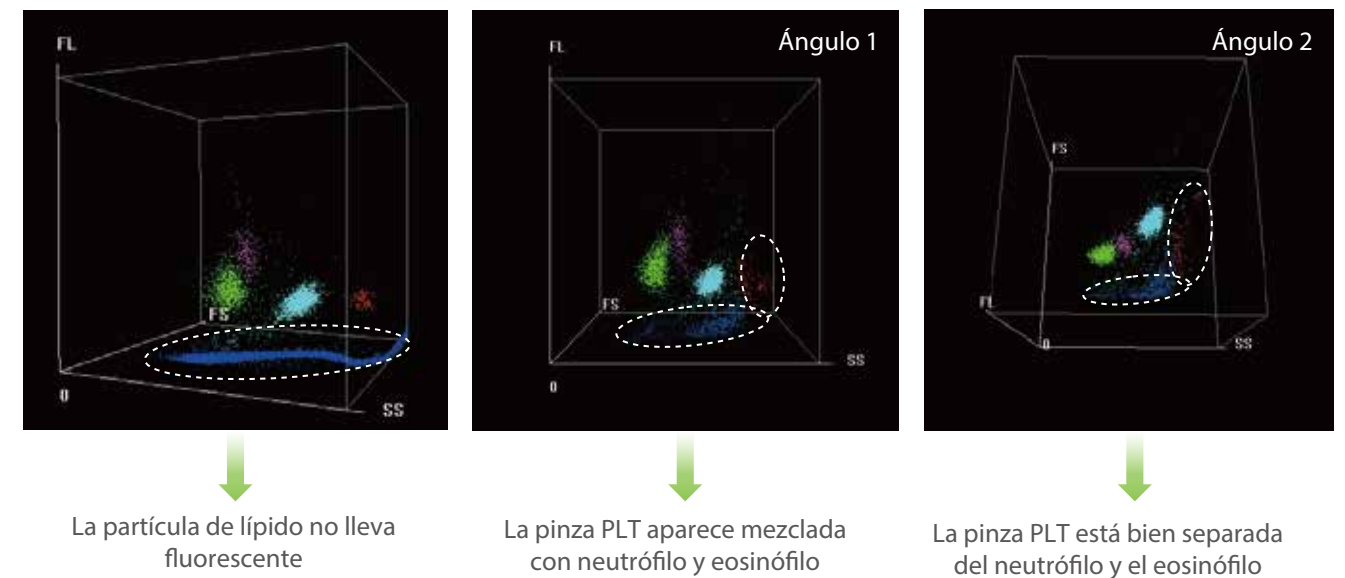 FL
FS
0
SS
La partícula de lípido no lleva
fluorescente
Ángulo 1
FL
FS
0
SS
La pinza PLT aparece mezclada
con neutrófilo y eosinófilo
Ángulo 2
FS
FL
0
SS
La pinza PLT está bien separada
del neutrófilo y el eosinófilo